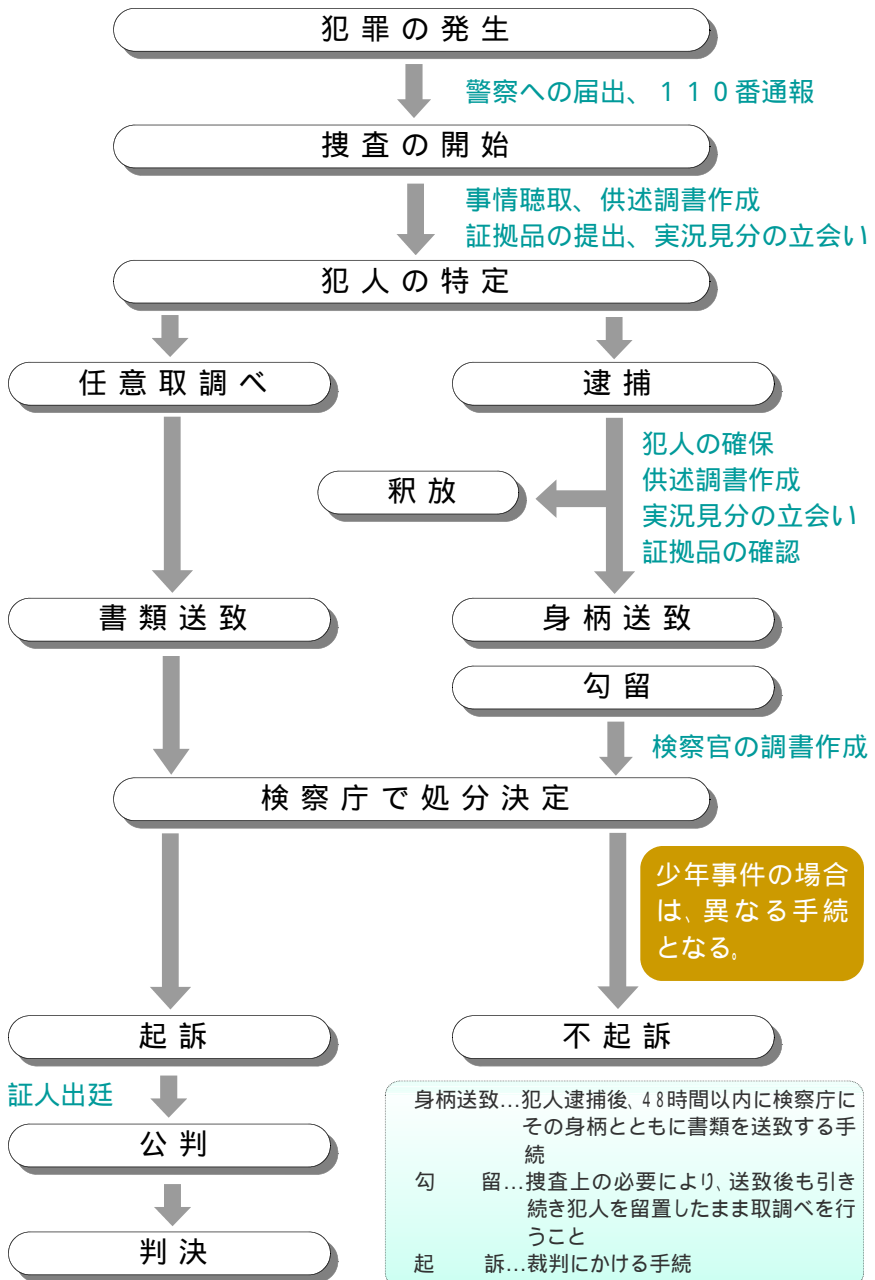 犯罪の発生
警察への届出、110番通報
捜査の開始
事情聴取、供述調書作成
証拠品の提出、実況見分の立会い
犯人の特定
任意取調べ
逮捕
犯人の確保
供述調書作成
実況見分の立会い
証拠品の確認
釈放
書類送致
身柄送致
勾留
検察官の調書作成
検察庁で処分決定
少年事件の場合
は、異なる手続
となる。
起訴
不起訴
証人出廷
公判
判決
身柄送致…犯人逮捕後、48時間以内に検察庁に
その身柄とともに書類を送致する手
続
勾留…捜査上の必要により、送致後も引き
続き犯人を留置したまま取調べを行
うこと
起訴…裁判にかける手続